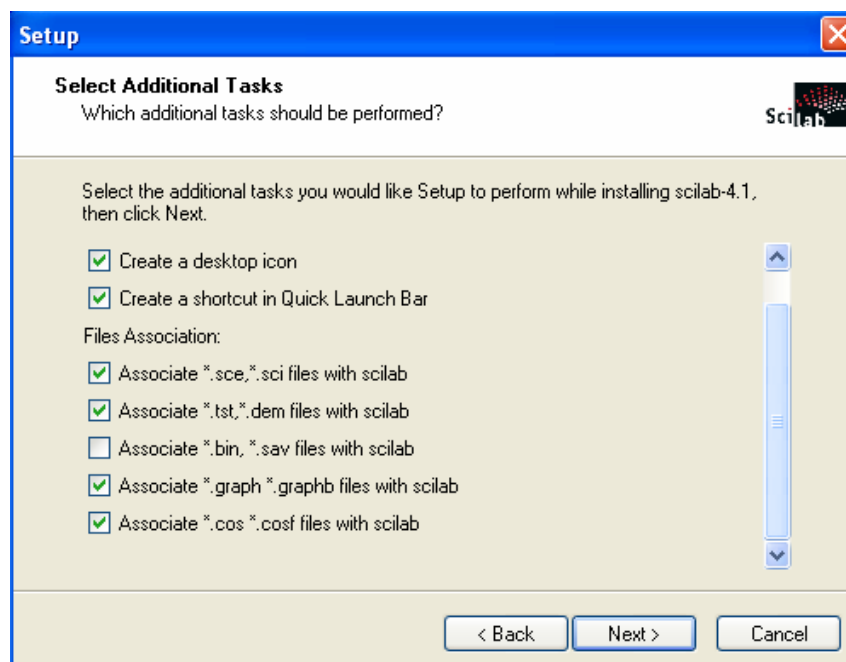 Setup
Select Additional Tasks
Which additional tasks should be performed?
Scilab
Select the additional tasks you would like Setup to perform while installing scilab-4.1,
then click Next.
Create a desktop icon
Create a shortcut in Quick Launch Bar
Files Association:
Associate *.sce,*.sci files with scilab
Associate *.tst,*.dem files with scilab
Associate *.bin, *.sav files with scilab
Associate *.graph *.graphb files with scilab
Associate *.cos *.cosf files with scilab
< Back
Next >
Cancel